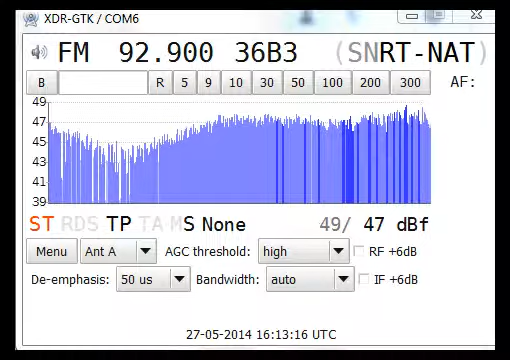 XDR-GTK / COM6
FM 92.900 36B3 (SNRT-NAT)
B R 5 9 10 30 50 100 200 300 AF:
49
47
45
43
41
39
ST RDS TP TA MS None 49/ 47 dBf
Menu Ant A AGC threshold: high RF +6dB
De-emphasis: 50 us Bandwidth: auto IF +6dB
27-05-2014 16:13:16 UTC